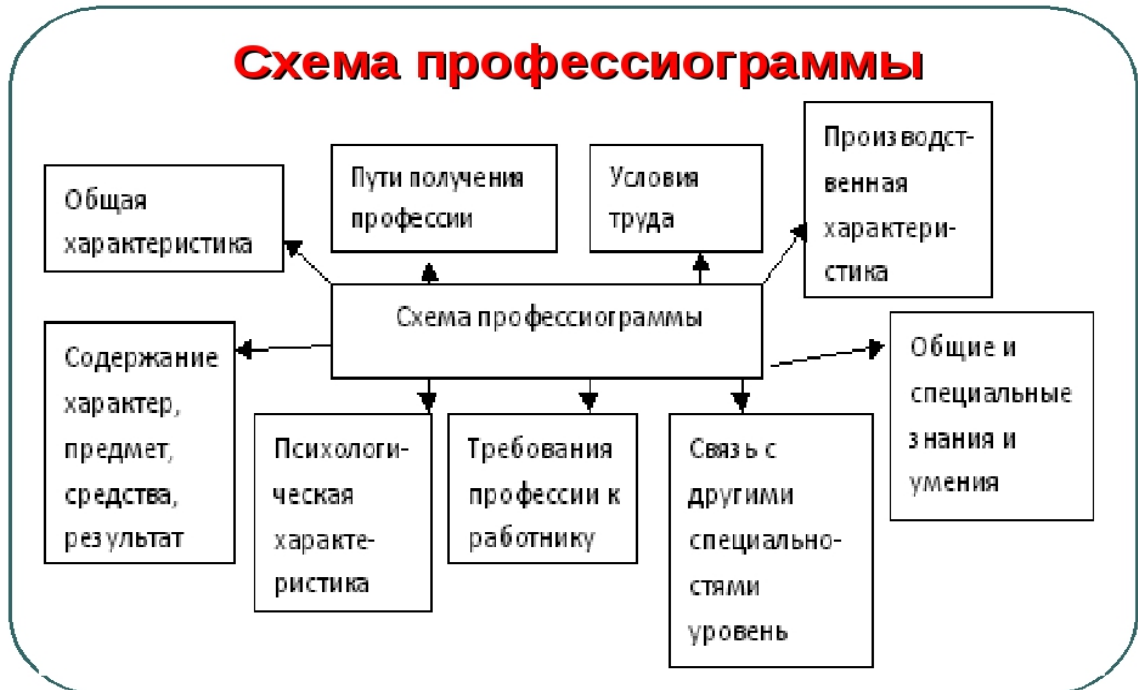 Схема профессиограммы
Общая
характеристика
Пути получения
профессии
Условия
труда
Производст-
венная
характери-
стика
Схема профессиограммы
Содержание
характер,
предмет,
средства,
результат
Психологи-
ческая
характе-
ристика
Требования
профессии к
работнику
Связь с
другими
специально-
стями
уровень
Общие и
специальные
знания и
умения